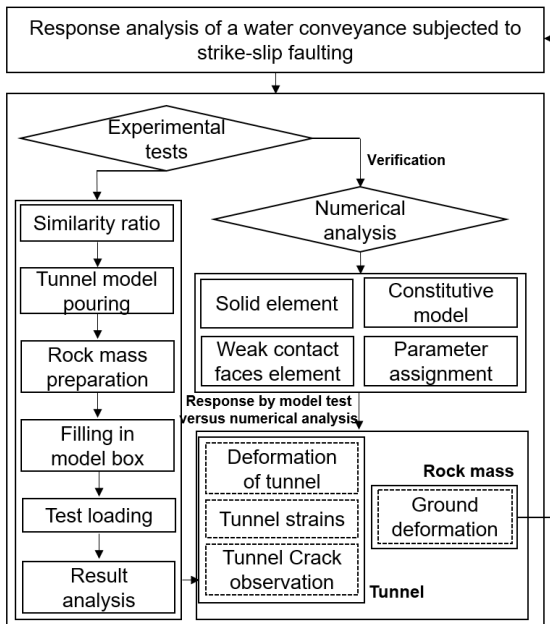 Response analysis of a water conveyance subjected to
strike-slip faulting
Experimental
tests
Verification
Numerical
analysis
Similarity ratio
Tunnel model
pouring
Rock mass
preparation
Filling in
model box
Test loading
Result
analysis
Solid element
Constitutive
model
Weak contact
faces element
Parameter
assignment
Response by model test
versus numerical analysis
Deformation
of tunnel
Tunnel strains
Tunnel Crack
observation
Tunnel
Rock mass
Ground
deformation